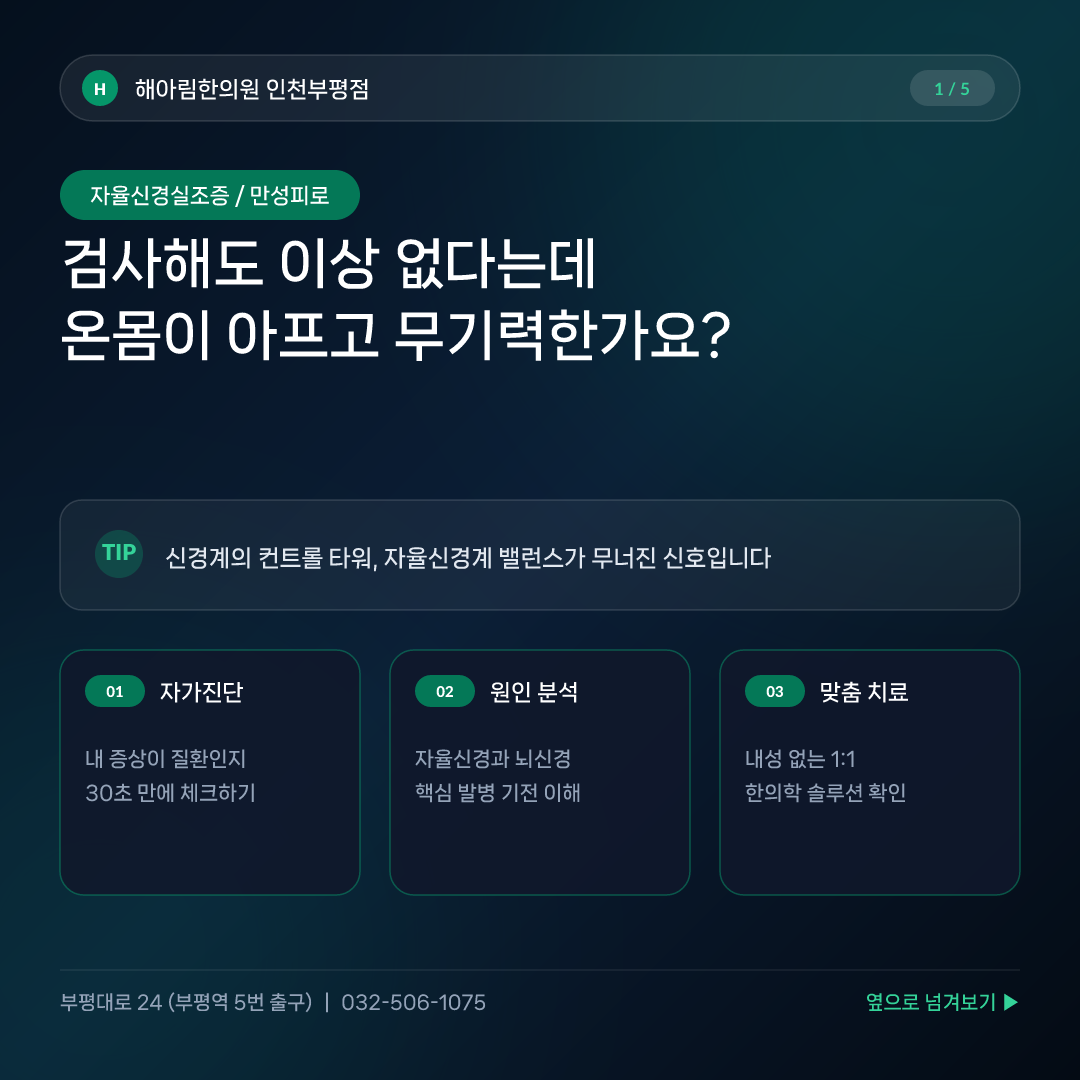 H 해아림한의원 인천부평점 1 / 5
자율신경실조증 / 만성피로
검사해도 이상 없다는데
온몸이 아프고 무기력한가요?
TIP 신경계의 컨트롤 타워, 자율신경계 밸런스가 무너진 신호입니다
01 자가진단
내 증상이 질환인지
30초 만에 체크하기
02 원인 분석
자율신경과 뇌신경
핵심 발병 기전 이해
03 맞춤 치료
내성 없는 1:1
한의학 솔루션 확인
부평대로 24 (부평역 5번 출구) | 032-506-1075
옆으로 넘겨보기 ▶